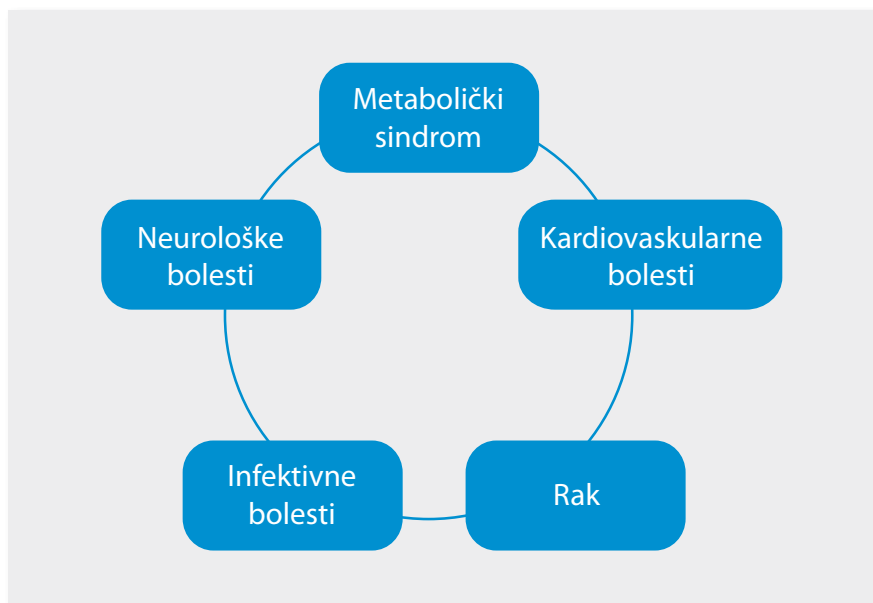 Metabolički
sindrom
Neurološke
bolesti
Kardiovaskularne
bolesti
Infektivne
bolesti
Rak